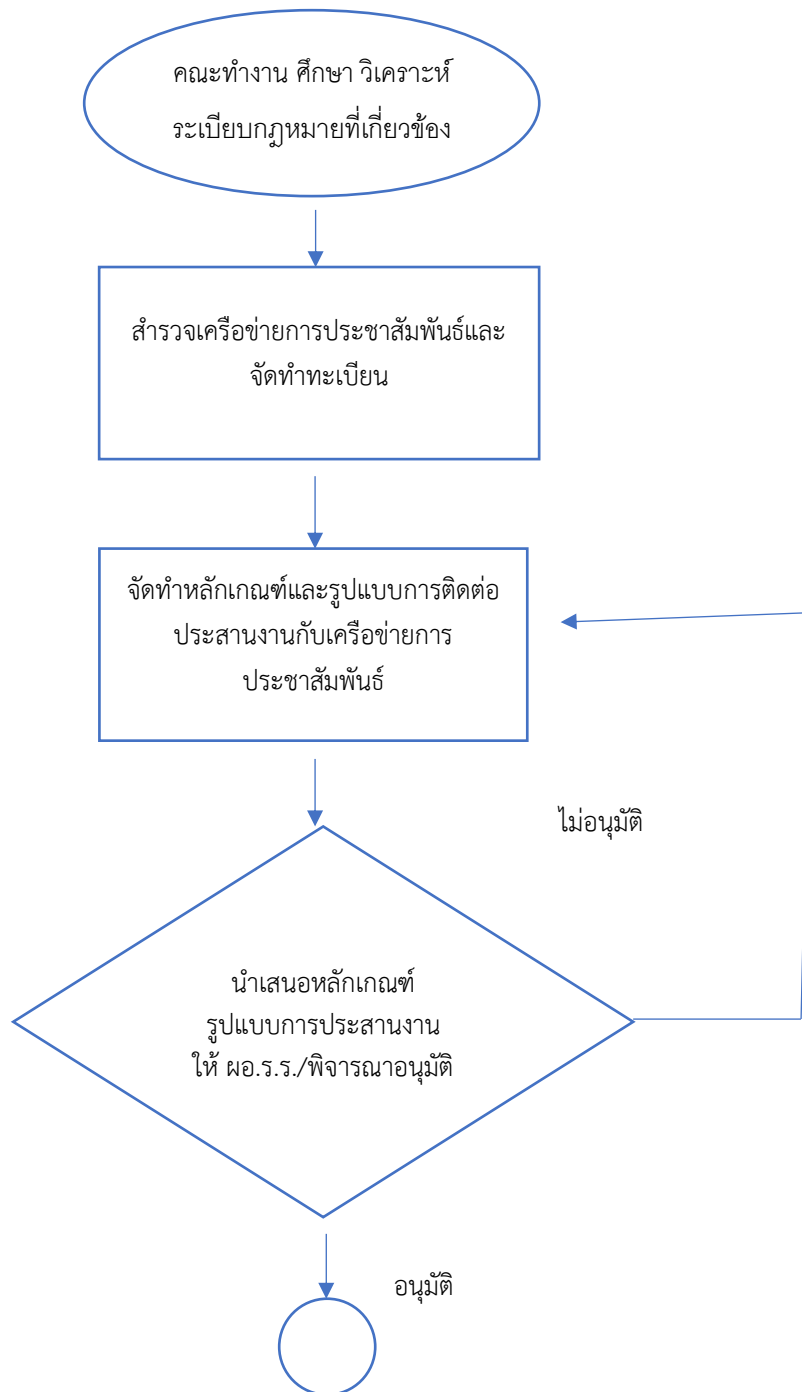 คณะทำงาน ศึกษา วิเคราะห์
ระเบียบกฎหมายที่เกี่ยวข้อง
สำรวจเครือข่ายการประชาสัมพันธ์และ
จัดทำทะเบียน
จัดทำหลักเกณฑ์และรูปแบบการติดต่อ
ประสานงานกับเครือข่ายการ
ประชาสัมพันธ์
ไม่อนุมัติ
นำเสนอหลักเกณฑ์
รูปแบบการประสานงาน
ให้ ผอ.ร.ร./พิจารณาอนุมัติ
อนุมัติ